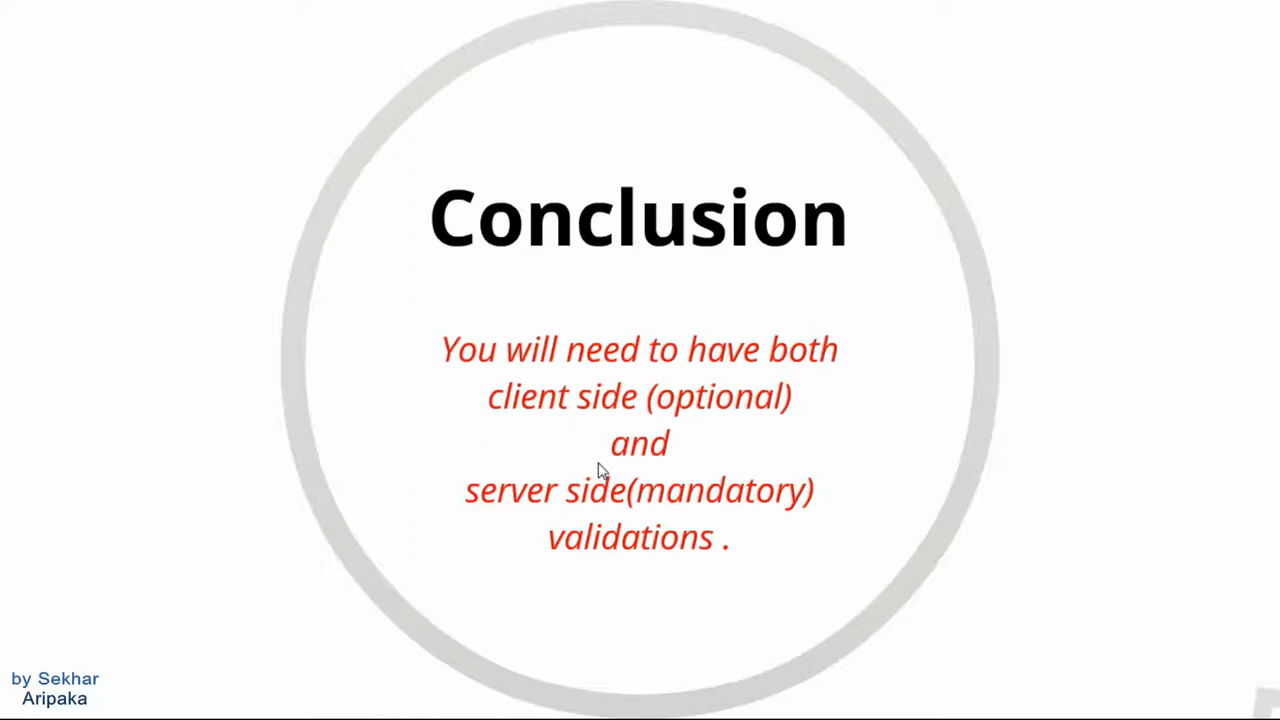 Conclusion
You will need to have both
client side (optional)
and
server side(mandatory)
validations .
by Sekhar
Aripaka